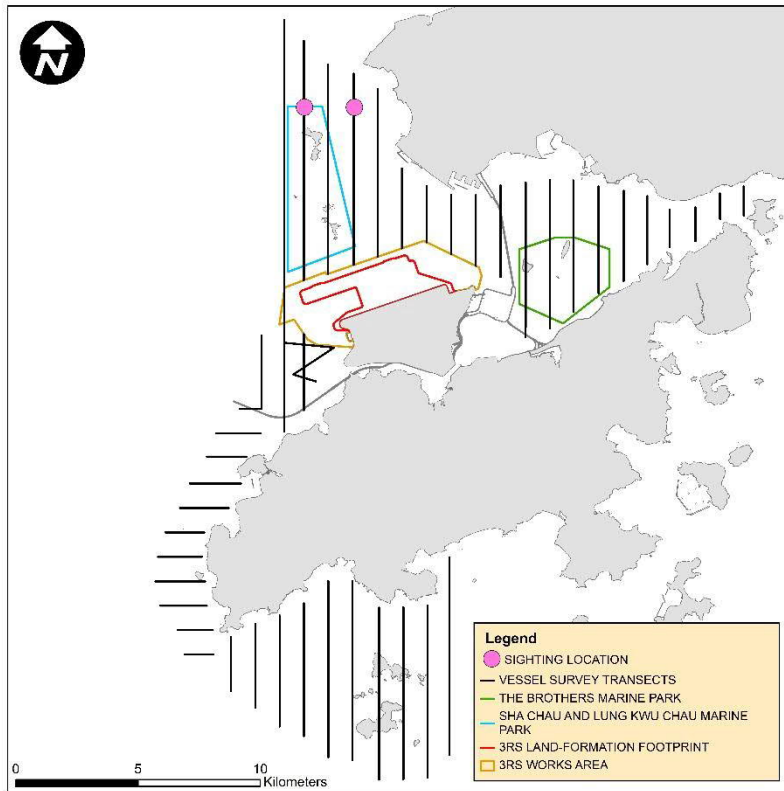 N
Legend
SIGHTING LOCATION
VESSEL SURVEY TRANSECTS
THE BROTHERS MARINE PARK
SHA CHAU AND LUNG KWU CHAU MARINE
PARK
3RS LAND-FORMATION FOOTPRINT
3RS WORKS AREA
0 5 10
Kilometers